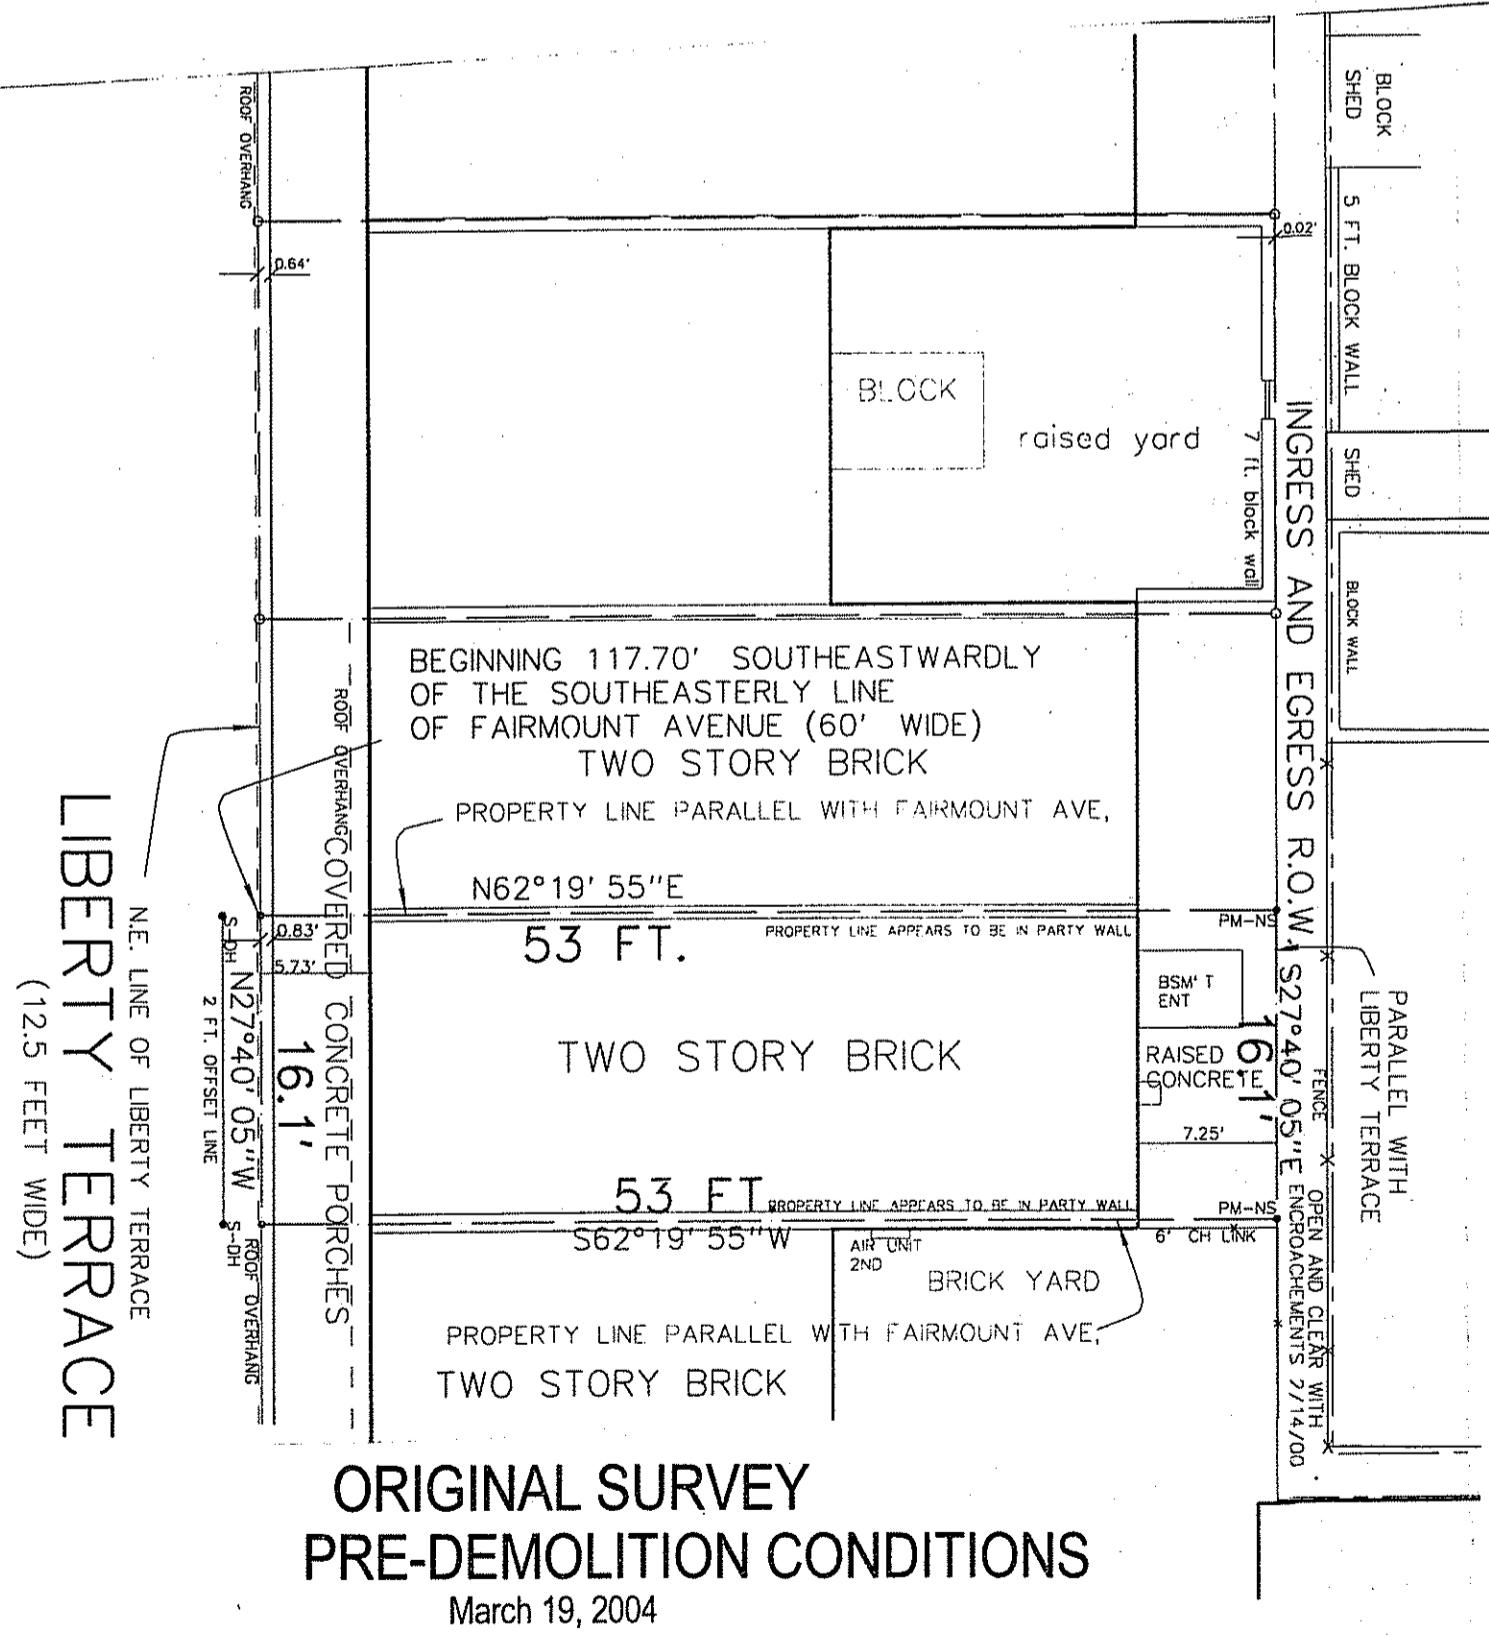 BLOCK
SHED
5 FT. BLOCK WALL
SHED
BLOCK WALL
ROOF OVERHANG
0.64'
0.02'
BLOCK
raised yard
7 ft. block wall
INGRESS AND EGRESS R.O.W.
BEGINNING 117.70' SOUTHEASTWARDLY
OF THE SOUTHEASTERLY LINE
OF FAIRMOUNT AVENUE (60' WIDE)
TWO STORY BRICK
PROPERTY LINE PARALLEL WITH FAIRMOUNT AVE,
ROOF OVERHANG
COVERED CONCRETE PORCHES
N62°19' 55"E
53 FT.
PROPERTY LINE APPEARS TO BE IN PARTY WALL
PM-NS
S-DH
0.83'
5.73'
N27°40' 05"W
2 FT. OFFSET LINE
16.1'
TWO STORY BRICK
BSM'T
ENT
RAISED
CONCRETE
16.1'
S27°40' 05"E
7.25'
FENCE
PARALLEL WITH
LIBERTY TERRACE
OPEN AND CLEAR WITH
ENCROACHEMENTS 7/14/00
53 FT
PROPERTY LINE APPEARS TO BE IN PARTY WALL
PM-NS
S62°19' 55"W
6' CH LINK
S-DH
ROOF OVERHANG
AIR UNIT
2ND
BRICK YARD
PROPERTY LINE PARALLEL WITH FAIRMOUNT AVE,
TWO STORY BRICK
N.E. LINE OF LIBERTY TERRACE
LIBERTY TERRACE
(12.5 FEET WIDE)
ORIGINAL SURVEY
PRE-DEMOLITION CONDITIONS
March 19, 2004